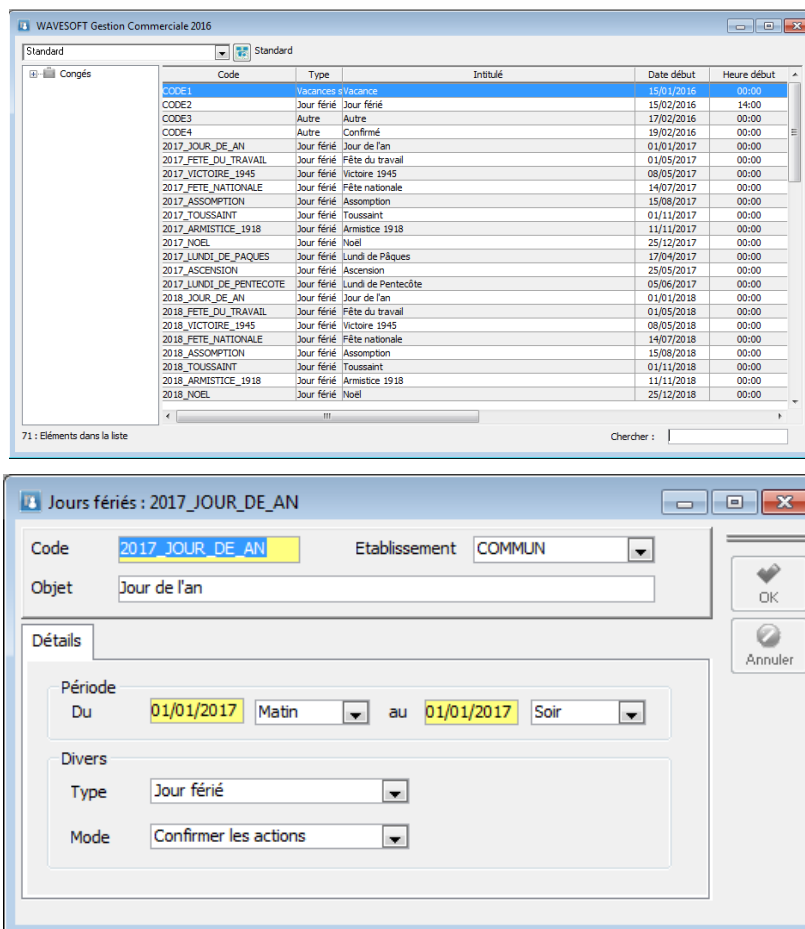 WAVESOFT Gestion Commerciale 2016
Standard Standard
Congés
Code Type Intitulé Date début Heure début
CODE1 Vacances s Vacance 15/01/2016 00:00
CODE2 Jour férié Jour férié 15/02/2016 14:00
CODE3 Autre Autre 17/02/2016 00:00
CODE4 Autre Confirmé 19/02/2016 00:00
2017_JOUR_DE_AN Jour férié Jour de l'an 01/01/2017 00:00
2017_FETE_DU_TRAVAIL Jour férié Fête du travail 01/05/2017 00:00
2017_VICTOIRE_1945 Jour férié Victoire 1945 08/05/2017 00:00
2017_FETE_NATIONALE Jour férié Fête nationale 14/07/2017 00:00
2017_ASSOMPTION Jour férié Assomption 15/08/2017 00:00
2017_TOUSSAINT Jour férié Toussaint 01/11/2017 00:00
2017_ARMISTICE_1918 Jour férié Armistice 1918 11/11/2017 00:00
2017_NOEL Jour férié Noël 25/12/2017 00:00
2017_LUNDI_DE_PAQUES Jour férié Lundi de Pâques 17/04/2017 00:00
2017_ASCENSION Jour férié Ascension 25/05/2017 00:00
2017_LUNDI_DE_PENTECOTE Jour férié Lundi de Pentecôte 05/06/2017 00:00
2018_JOUR_DE_AN Jour férié Jour de l'an 01/01/2018 00:00
2018_FETE_DU_TRAVAIL Jour férié Fête du travail 01/05/2018 00:00
2018_VICTOIRE_1945 Jour férié Victoire 1945 08/05/2018 00:00
2018_FETE_NATIONALE Jour férié Fête nationale 14/07/2018 00:00
2018_ASSOMPTION Jour férié Assomption 15/08/2018 00:00
2018_TOUSSAINT Jour férié Toussaint 01/11/2018 00:00
2018_ARMISTICE_1918 Jour férié Armistice 1918 11/11/2018 00:00
2018_NOEL Jour férié Noël 25/12/2018 00:00
71 : Eléments dans la liste Chercher :
Jours fériés : 2017_JOUR_DE_AN
Code 2017_JOUR_DE_AN Etablissement COMMUN
Objet Jour de l'an
OK
Annuler
Détails
Période
Du 01/01/2017 Matin au 01/01/2017 Soir
Divers
Type Jour férié
Mode Confirmer les actions